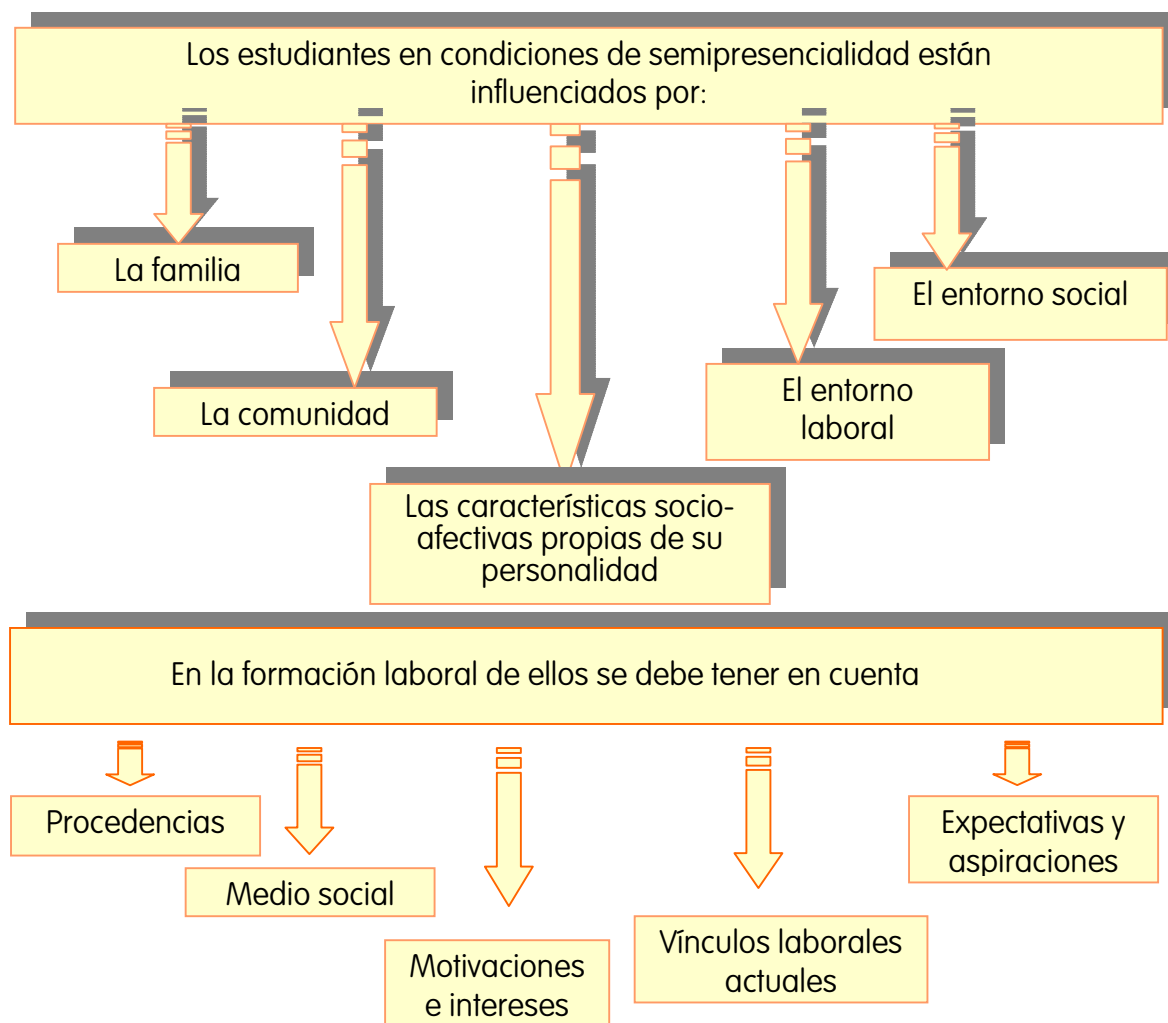 Los estudiantes en condiciones de semipresencialidad están
influenciados por:
La familia
El entorno social
La comunidad
El entorno
laboral
Las características socio-
afectivas propias de su
personalidad
En la formación laboral de ellos se debe tener en cuenta
Procedencias
Medio social
Motivaciones
e intereses
Vínculos laborales
actuales
Expectativas y
aspiraciones